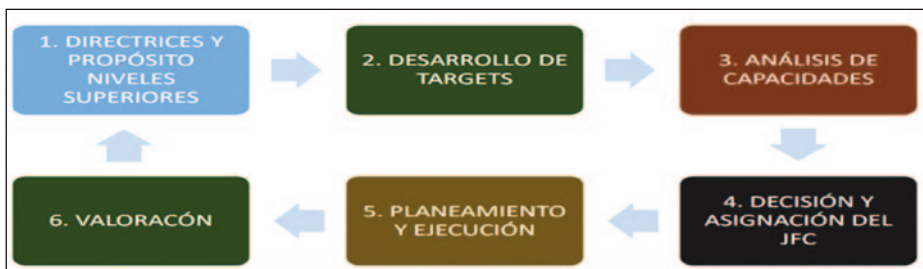 1. DIRECTRICES Y
PROPÓSITO
NIVELES
SUPERIORES
2. DESARROLLO DE
TARGETS
3. ANÁLISIS DE
CAPACIDADES
4. DECISIÓN Y
ASIGNACIÓN DEL
JFC
5. PLANEAMIENTO
Y EJECUCIÓN
6. VALORACÓN